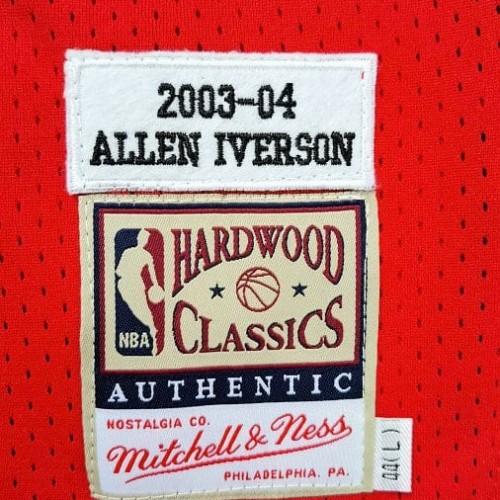 2003-04
ALLEN IVERSON
HARDWOOD
CLASSICS
NBA
AUTHENTIC
NOSTALGIA CO.
Mitchell & Ness
PHILADELPHIA, PA.
44(L)